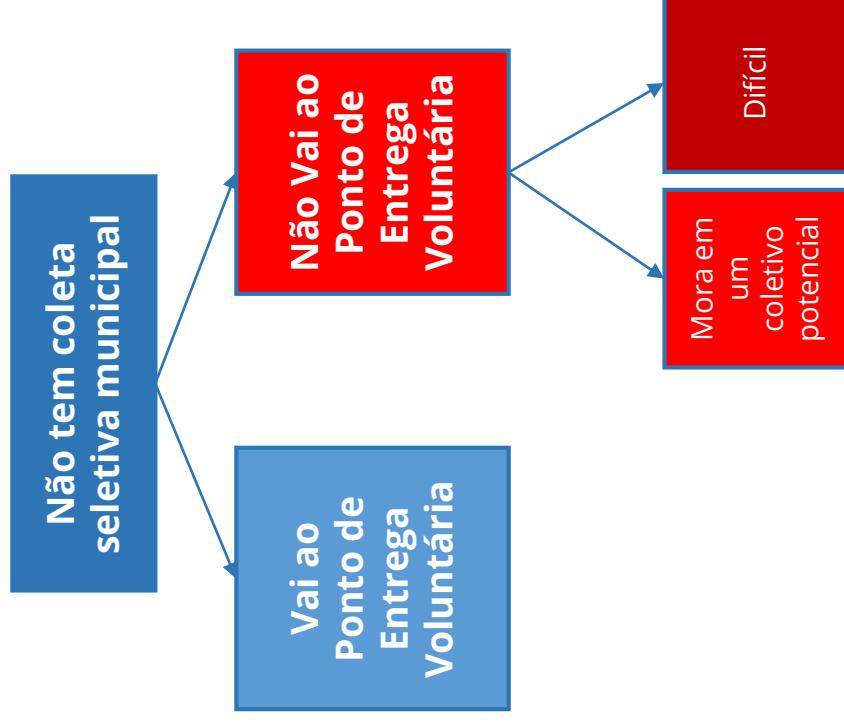 Não tem coleta
seletiva municipal
Vai ao
Ponto de
Entrega
Voluntária
Não Vai ao
Ponto de
Entrega
Voluntária
Mora em
um
coletivo
potencial
Difícil